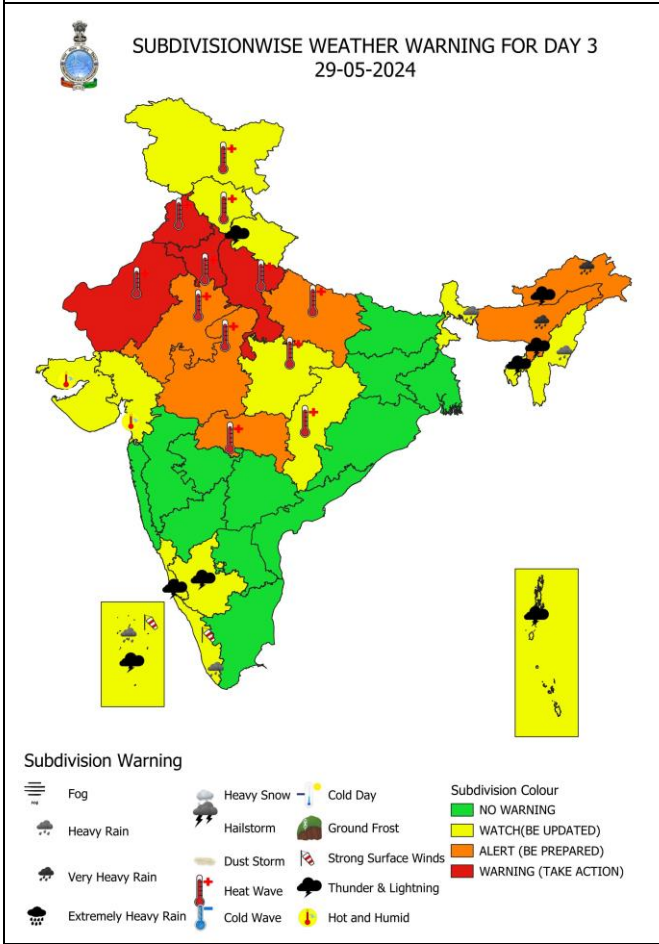 SUBDIVISIONWISE WEATHER WARNING FOR DAY 3
29-05-2024
Subdivision Warning
Fog
Heavy Rain
Very Heavy Rain
Extremely Heavy Rain
Heavy Snow
Hailstorm
Dust Storm
Heat Wave
Cold Wave
Cold Day
Ground Frost
Strong Surface Winds
Thunder & Lightning
Hot and Humid
Subdivision Colour
NO WARNING
WATCH(BE UPDATED)
ALERT (BE PREPARED)
WARNING (TAKE ACTION)